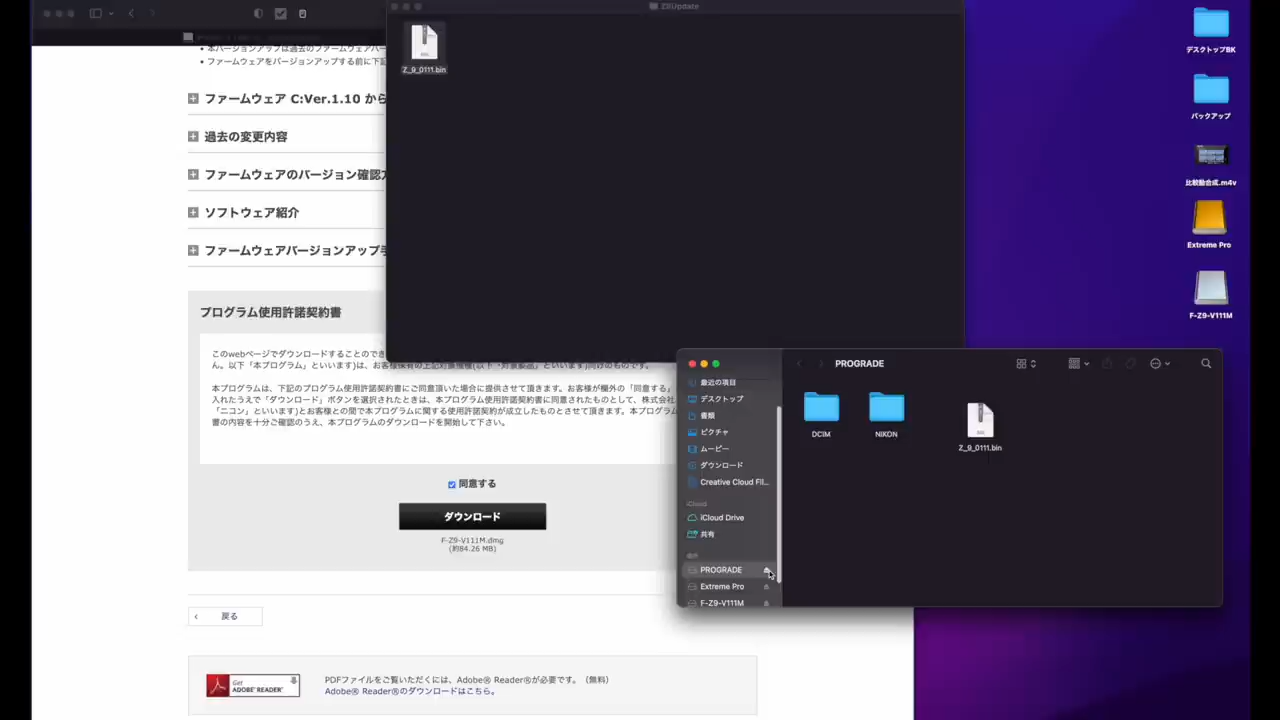 Z9Update
Z_9_0111.bin
• 本バージョンアップは過去のファームウェアバー
• ファームウェアをバージョンアップする前に下記
ファームウェア C:Ver.1.10 から
過去の変更内容
ファームウェアのバージョン確認方
ソフトウェア紹介
ファームウェアバージョンアップ手
プログラム使用許諾契約書
このwebページでダウンロードすることのでき
ん。以下「本プログラム」といいます)は、お客様保有の上記対象機種(以下「対象製品」といいます)向けのものです。
本プログラムは、下記のプログラム使用許諾契約書にご同意頂いた場合に提供させて頂きます。お客様が欄外の「同意する」
入れたうえで「ダウンロード」ボタンを選択されたときは、本プログラム使用許諾契約書にご同意頂いたものとして、株式会社
「ニコン」といいます)とお客様との間で本プログラムに関する使用許諾契約が成立したものとさせて頂きます。本プログラム
書の内容を十分ご確認のうえ、本プログラムのダウンロードを開始して下さい。
同意する
ダウンロード
F-Z9-V111M.dmg
(約84.26 MB)
‹ 戻る
Get
ADOBE® READER®
PDFファイルをご覧いただくには、Adobe® Reader®が必要です。（無料）
Adobe® Reader®のダウンロードはこちら。
PROGRADE
最近の項目
デスクトップ
書類
ピクチャ
ムービー
ダウンロード
Creative Cloud Fil...
iCloud
iCloud Drive
共有
場所
PROGRADE
Extreme Pro
F-Z9-V111M
DCIM
NIKON
Z_9_0111.bin
デスクトップBK
バックアップ
比較動合成.m4v
Extreme Pro
F-Z9-V111M